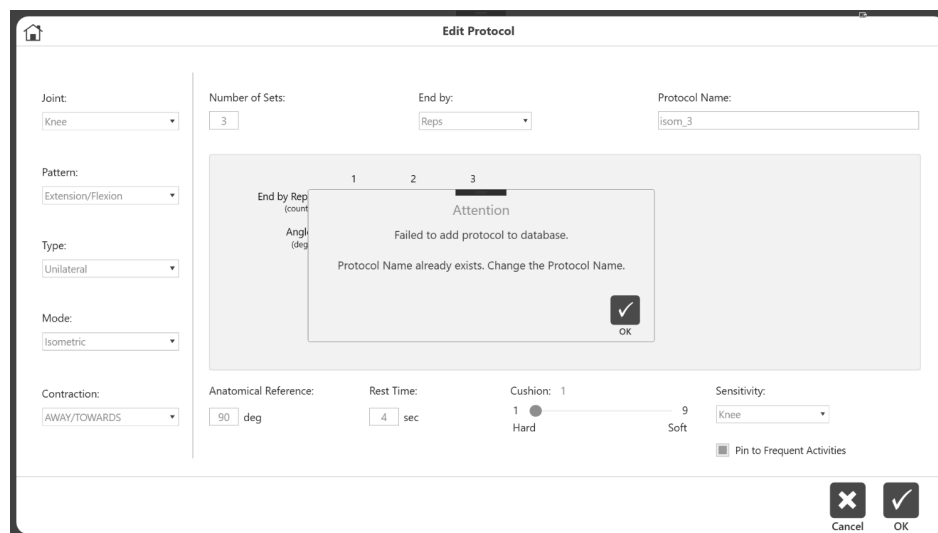 Edit Protocol
Joint:
Knee
Pattern:
Extension/Flexion
Type:
Unilateral
Mode:
Isometric
Contraction:
AWAY/TOWARDS
Number of Sets:
3
End by:
Reps
Protocol Name:
isom_3
1 2 3
End by Rep
(count
Angl
(deg
Attention
Failed to add protocol to database.
Protocol Name already exists. Change the Protocol Name.
OK
Anatomical Reference:
90 deg
Rest Time:
4 sec
Cushion: 1
1 9
Hard Soft
Sensitivity:
Knee
Pin to Frequent Activities
Cancel OK